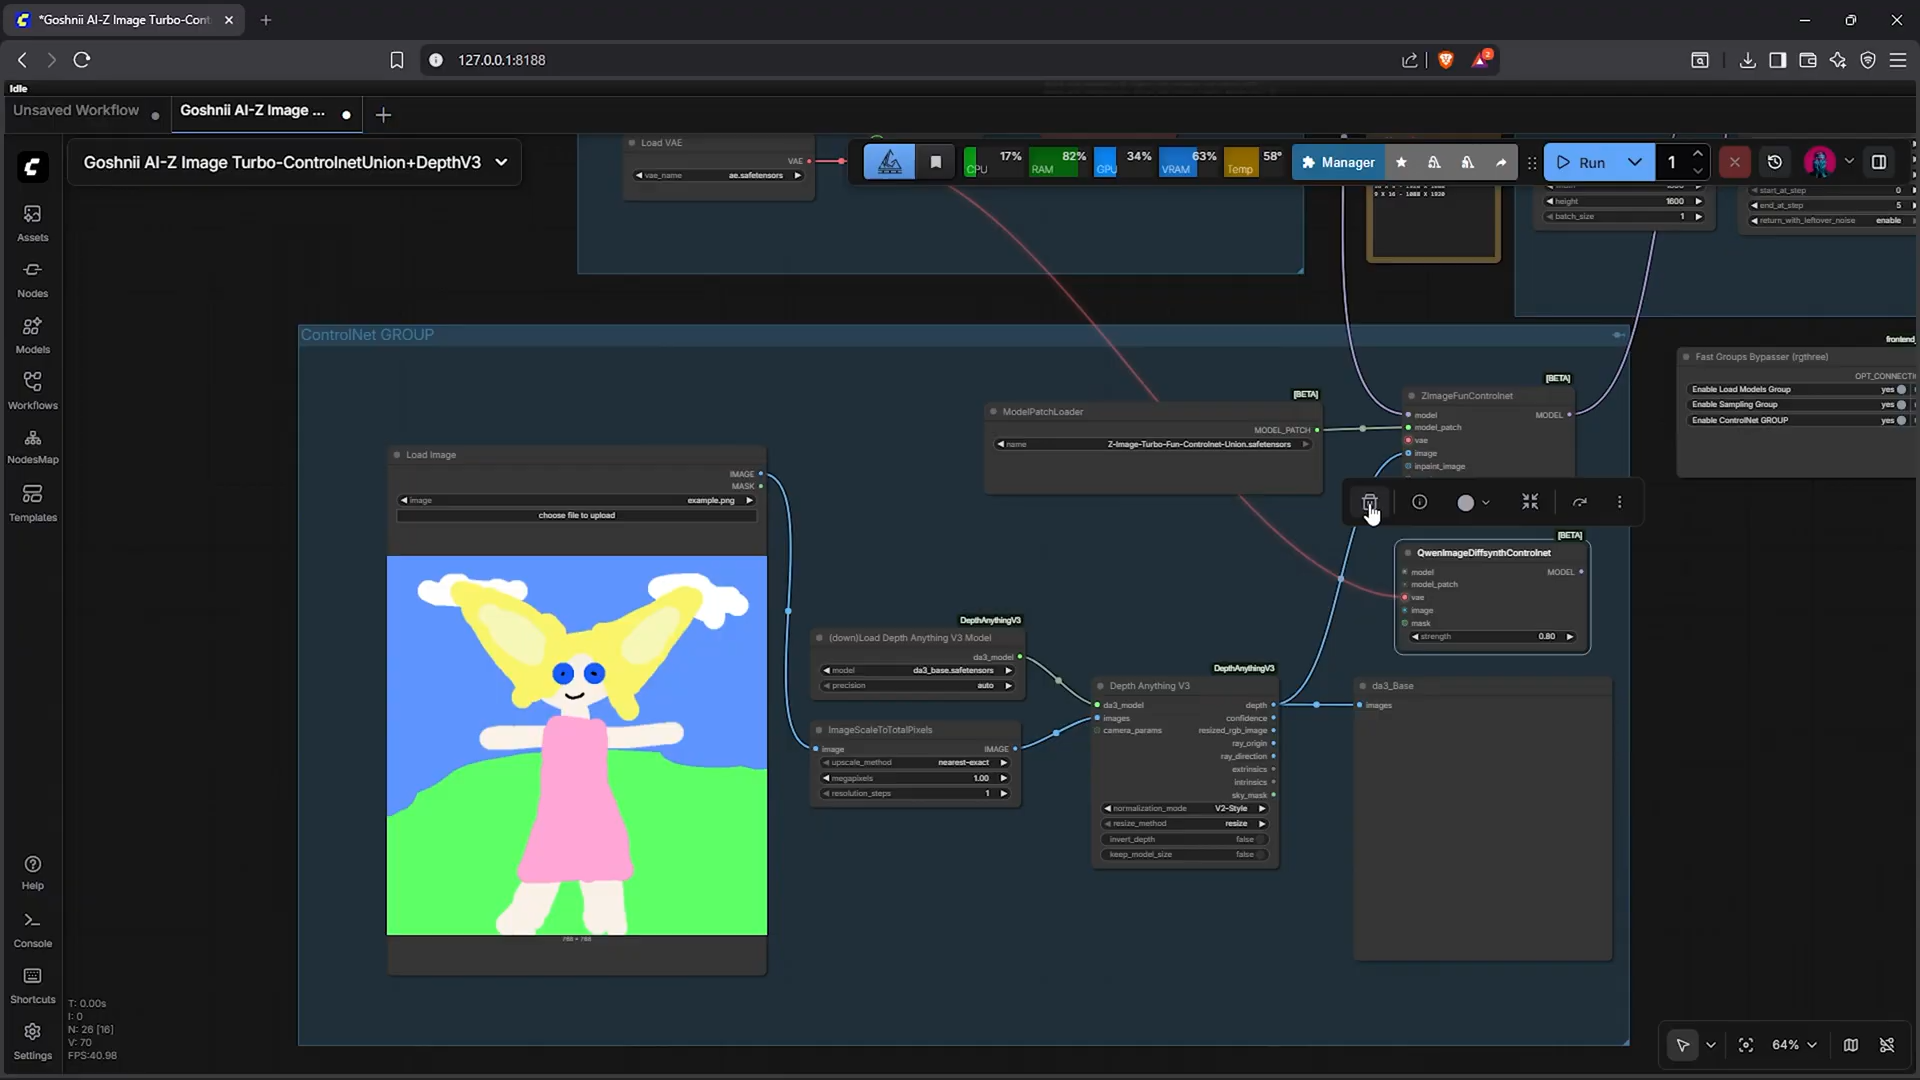 *Goshnii AI-Z Image Turbo-Cont
127.0.0.1:8188
2
Idle
Unsaved Workflow
Goshnii AI-Z Image ...
Goshnii AI-Z Image Turbo-ControlnetUnion+DepthV3
Load VAE
VAE
vae_name ae.safetensors
CPU 17%
RAM 82%
GPU 34%
VRAM 63%
Temp 58°
Manager
Run
1
9 X 16 - 1088 X 1920
height 1600
batch_size 1
start_at_step 0
end_at_step 5
return_with_leftover_noise enable
Assets
Nodes
Models
Workflows
NodesMap
Templates
Help
Console
Shortcuts
Settings
ControlNet GROUP
frontend_
Fast Groups Bypasser (rgthree)
OPT_CONNECTI
Enable Load Models Group yes
Enable Sampling Group yes
Enable ControlNet GROUP yes
[BETA]
ModelPatchLoader
MODEL_PATCH
name Z-Image-Turbo-Fun-Controlnet-Union.safetensors
[BETA]
ZImageFunControlnet
model MODEL
model_patch
vae
image
inpaint_image
Load Image
IMAGE
MASK
image example.png
choose file to upload
[BETA]
QwenImageDiffsynthControlnet
model MODEL
model_patch
vae
image
mask
strength 0.80
DepthAnythingV3
(down)Load Depth Anything V3 Model
da3_model
model da3_base.safetensors
precision auto
ImageScaleToTotalPixels
image IMAGE
upscale_method nearest-exact
megapixels 1.00
resolution_steps 1
DepthAnythingV3
Depth Anything V3
da3_model depth
images confidence
camera_params resized_rgb_image
ray_origin
ray_direction
extrinsics
intrinsics
sky_mask
normalization_mode V2-Style
resize_method resize
invert_depth false
keep_model_size false
da3_Base
images
T: 0.00s
I: 0
N: 26 [16]
V: 70
FPS:40.98
64%